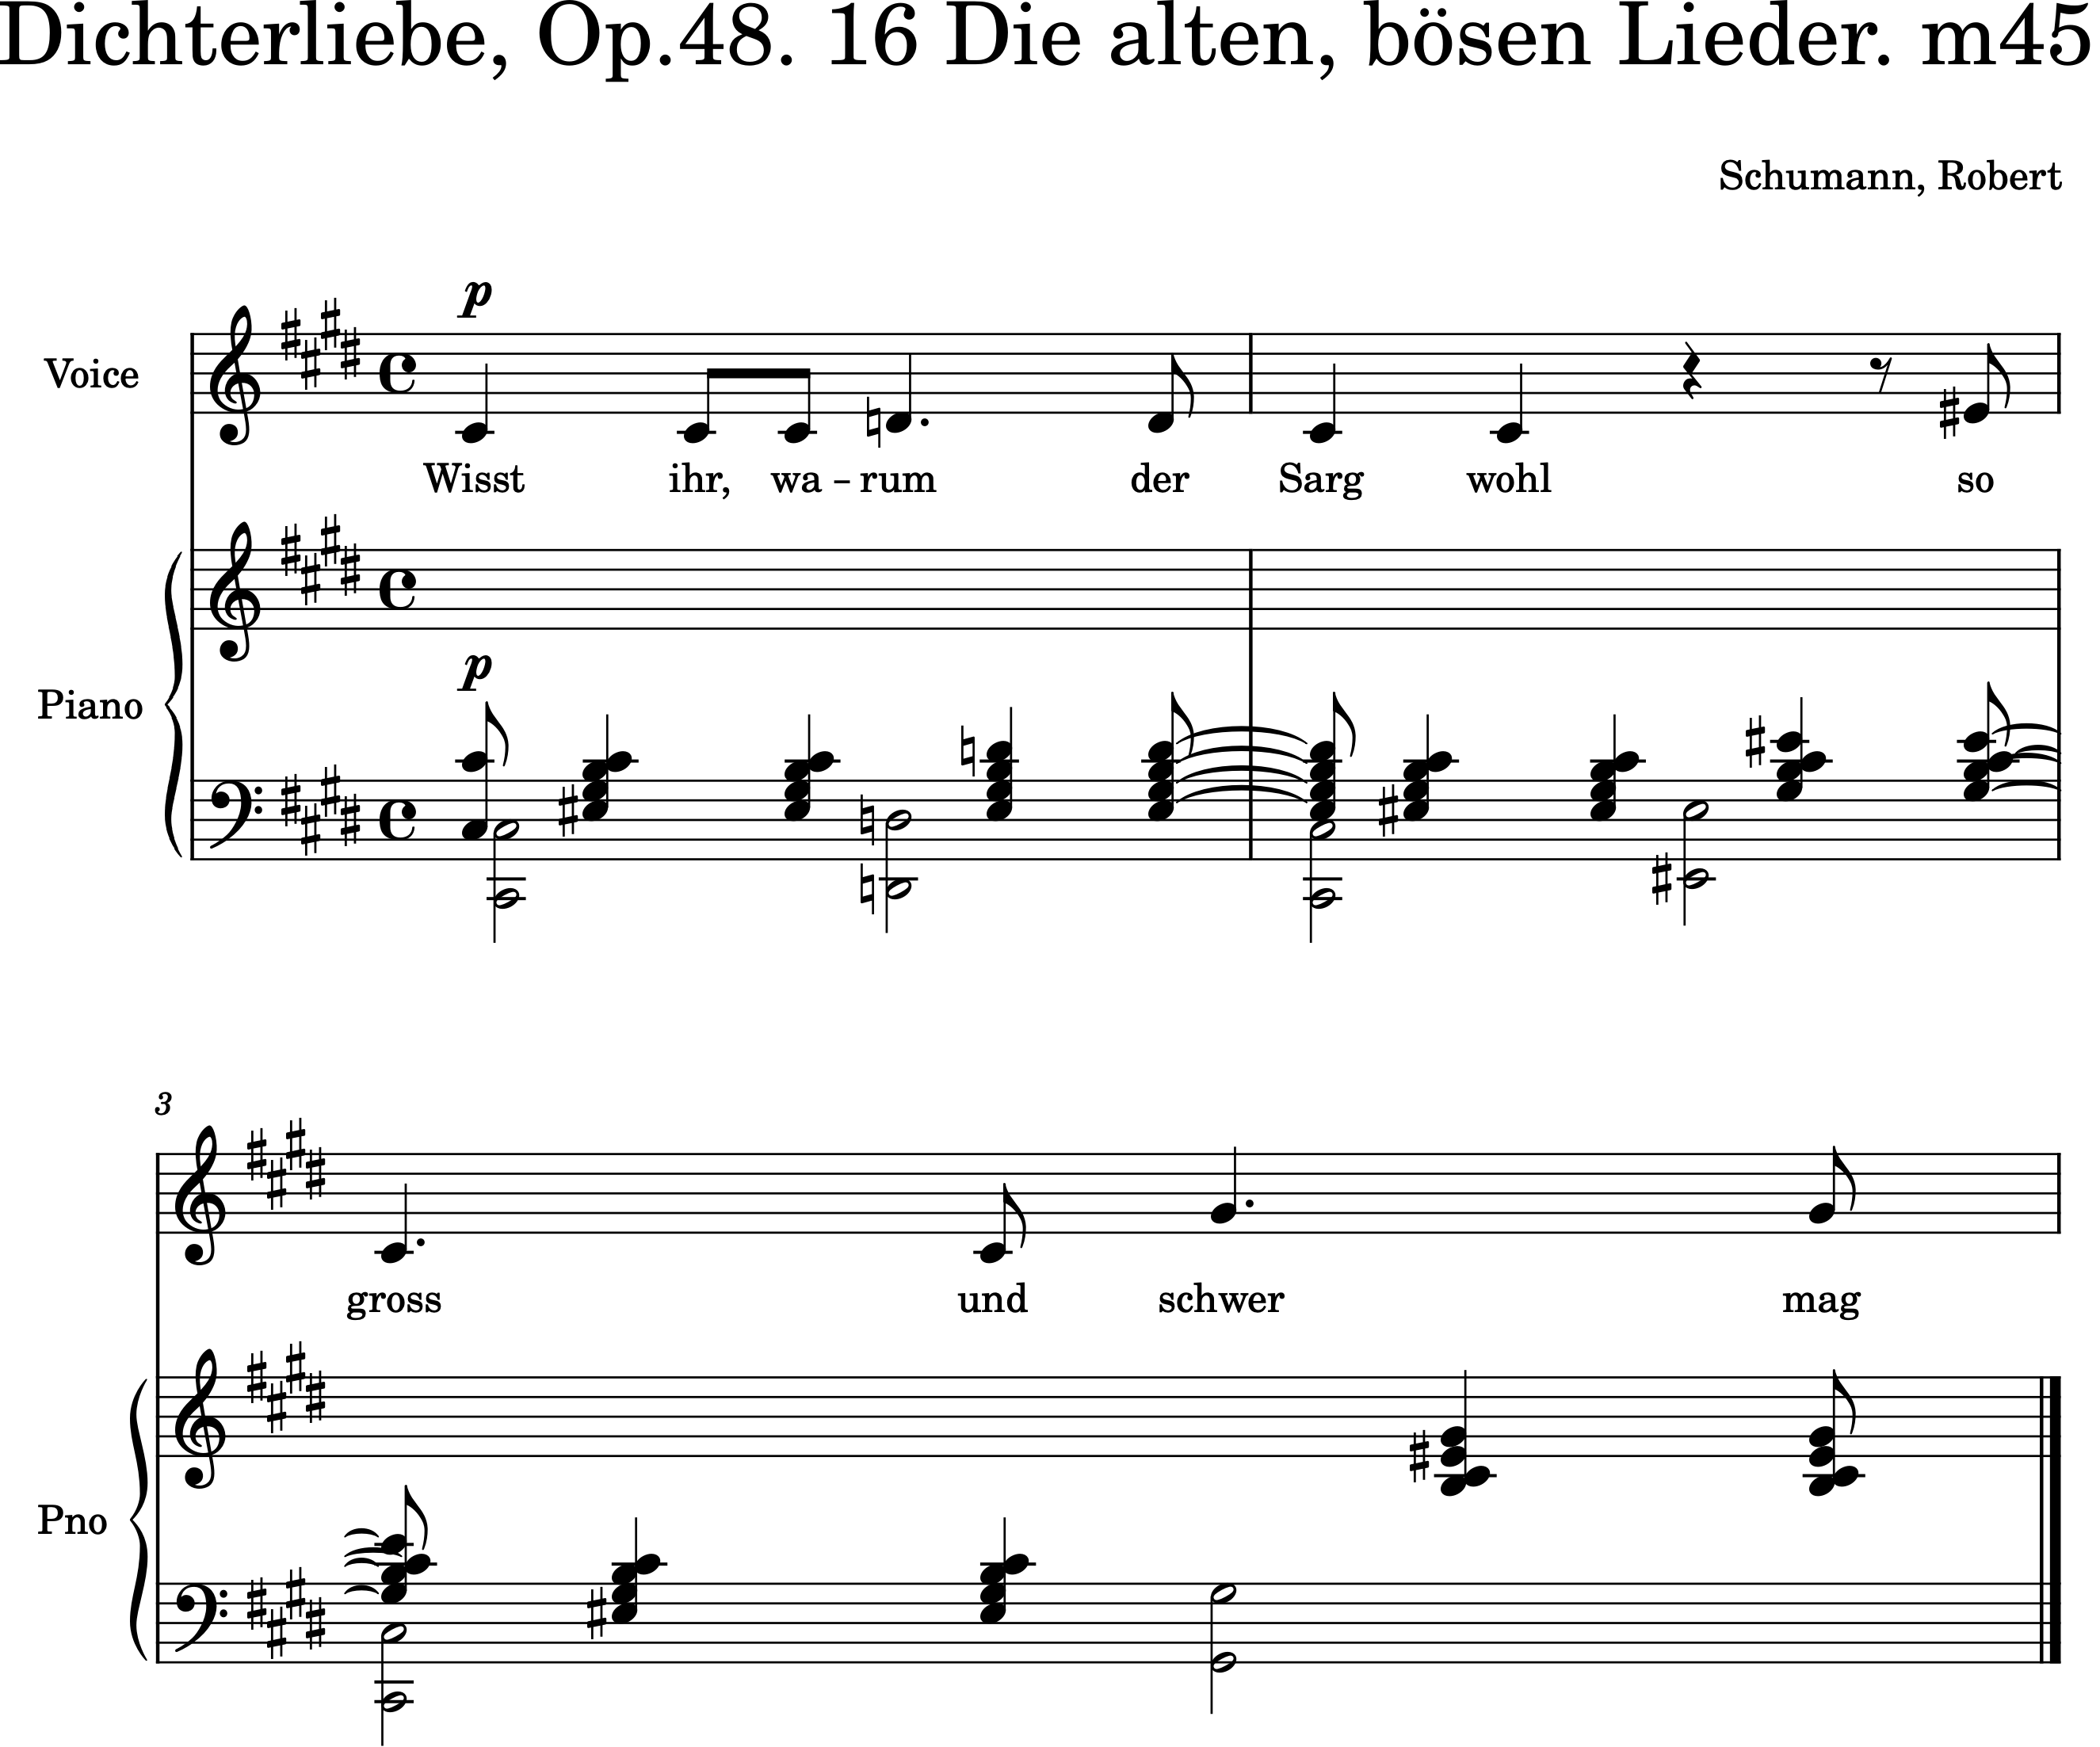 Dichterliebe, Op.48. 16 Die alten, bösen Lieder. m45
Schumann, Robert
p
Voice
Wisst ihr, wa – rum der Sarg wohl so
p
Piano
3
gross und schwer mag
Pno